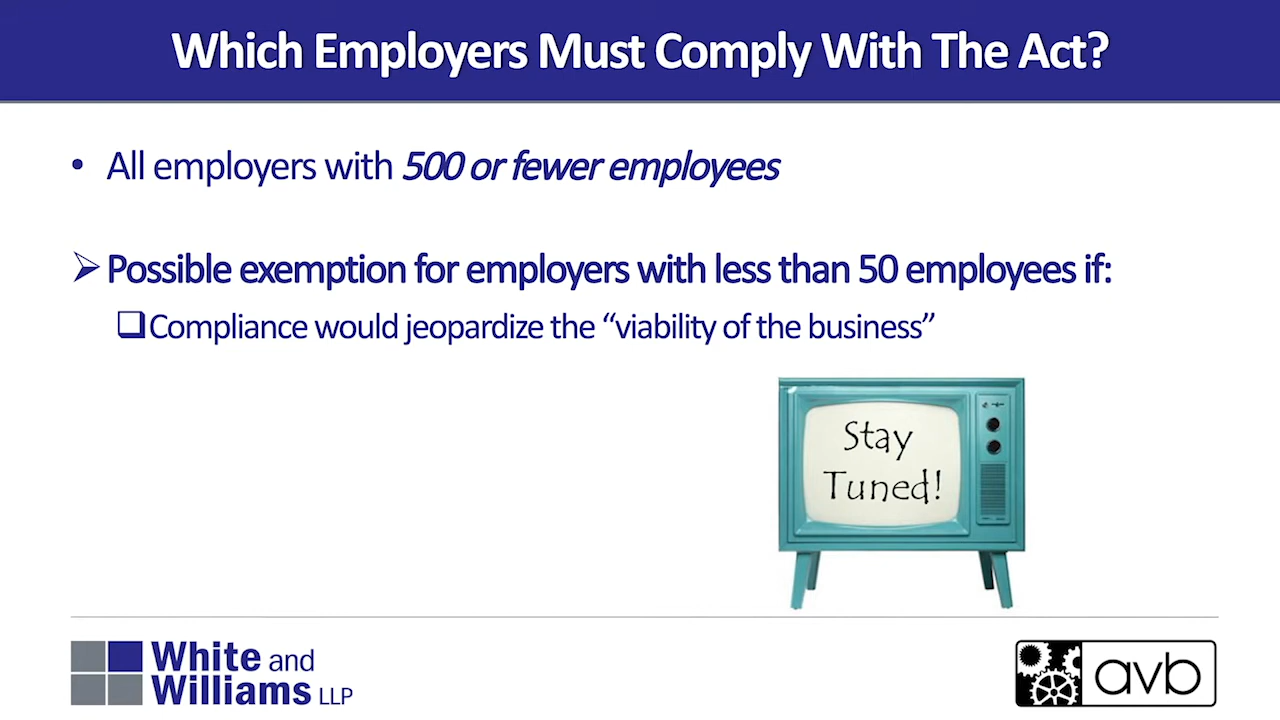 Which Employers Must Comply With The Act?
• All employers with 500 or fewer employees
➢ Possible exemption for employers with less than 50 employees if:
❑ Compliance would jeopardize the “viability of the business”
Stay
Tuned!
White and
Williams LLP
avb